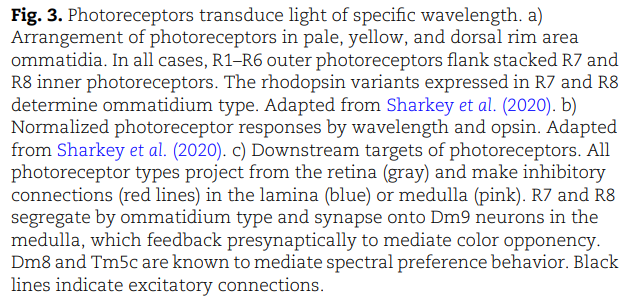 Fig. 3. Photoreceptors transduce light of specific wavelength. a)
Arrangement of photoreceptors in pale, yellow, and dorsal rim area
ommatidia. In all cases, R1–R6 outer photoreceptors flank stacked R7 and
R8 inner photoreceptors. The rhodopsin variants expressed in R7 and R8
determine ommatidium type. Adapted from Sharkey et al. (2020). b)
Normalized photoreceptor responses by wavelength and opsin. Adapted
from Sharkey et al. (2020). c) Downstream targets of photoreceptors. All
photoreceptor types project from the retina (gray) and make inhibitory
connections (red lines) in the lamina (blue) or medulla (pink). R7 and R8
segregate by ommatidium type and synapse onto Dm9 neurons in the
medulla, which feedback presynaptically to mediate color opponency.
Dm8 and Tm5c are known to mediate spectral preference behavior. Black
lines indicate excitatory connections.